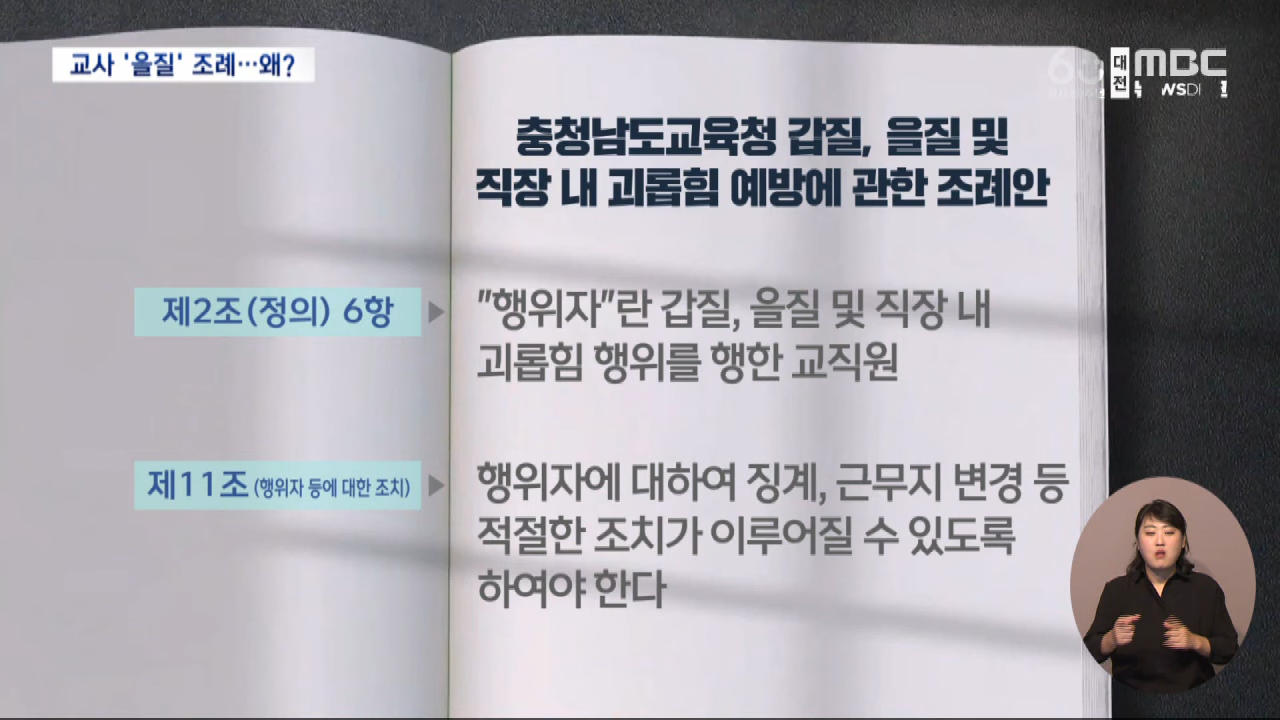 교사 '을질' 조례…왜?
대전 MBC
충청남도교육청 갑질, 을질 및
직장 내 괴롭힘 예방에 관한 조례안
제2조(정의) 6항
"행위자"란 갑질, 을질 및 직장 내
괴롭힘 행위를 행한 교직원
제11조(행위자 등에 대한 조치)
행위자에 대하여 징계, 근무지 변경 등
적절한 조치가 이루어질 수 있도록
하여야 한다